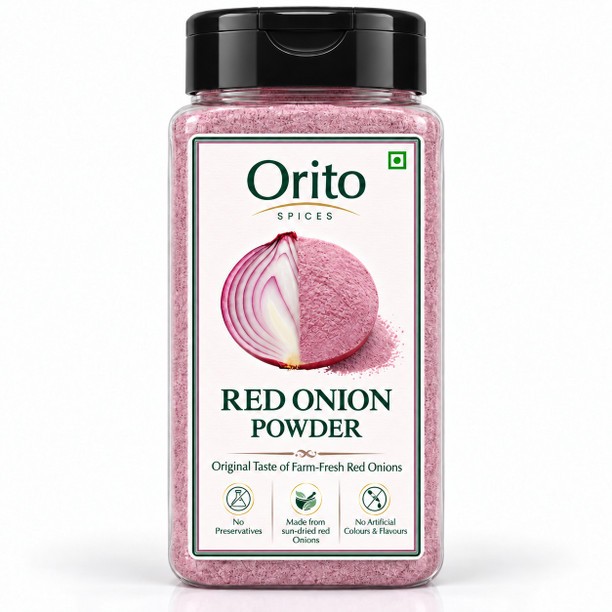 Orito
SPICES
RED ONION
POWDER
Original Taste of Farm-Fresh Red Onions
No
Preservatives
Made from
sun-dried red
Onions
No Artificial
Colours & Flavours